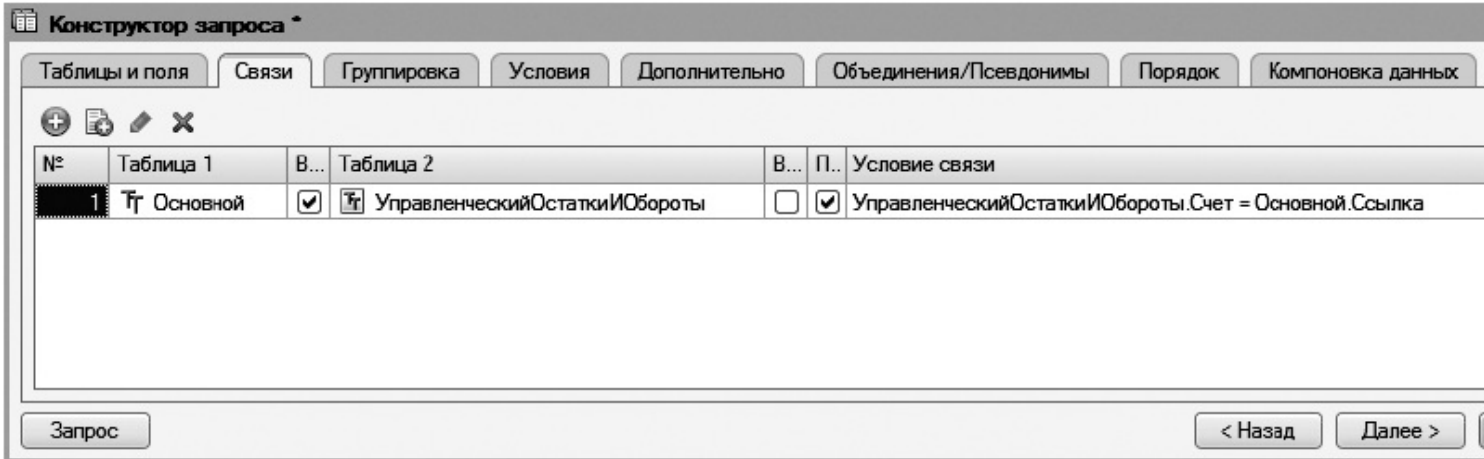 Конструктор запроса *
Таблицы и поля Связи Группировка Условия Дополнительно Объединения/Псевдонимы Порядок Компоновка данных
№ Таблица 1 В... Таблица 2 В... П.. Условие связи
1 Основной УправленческийОстаткиИОбороты УправленческийОстаткиИОбороты.Счет = Основной.Ссылка
Запрос < Назад Далее >